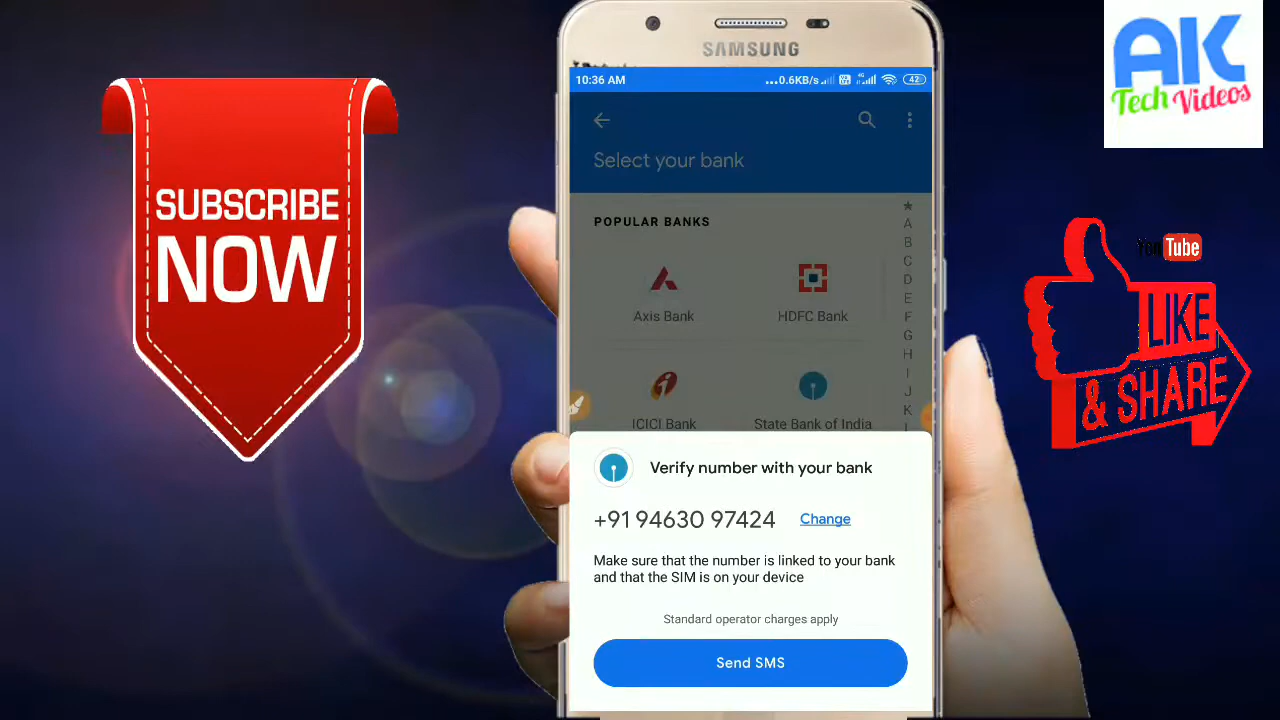 SUBSCRIBE
NOW
SAMSUNG
10:36 AM
0.6KB/s
4G
42
Select your bank
POPULAR BANKS
Axis Bank
HDFC Bank
ICICI Bank
State Bank of India
★
A
B
C
D
E
F
G
H
I
J
K
Verify number with your bank
+91 94630 97424 Change
Make sure that the number is linked to your bank
and that the SIM is on your device
Standard operator charges apply
Send SMS
AK
Tech Videos
YouTube
LIKE
& SHARE